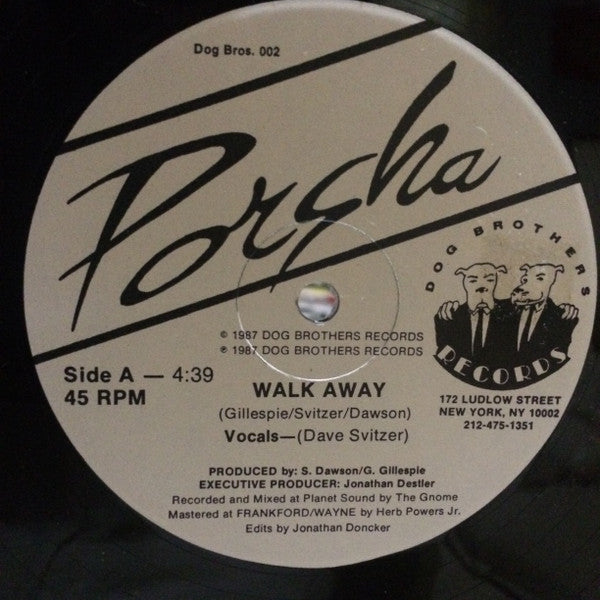 Dog Bros. 002
Porcha
DOG BROTHERS
RECORDS
© 1987 DOG BROTHERS RECORDS
℗ 1987 DOG BROTHERS RECORDS
Side A — 4:39
45 RPM
WALK AWAY
(Gillespie/Svitzer/Dawson)
Vocals—(Dave Svitzer)
172 LUDLOW STREET
NEW YORK, NY 10002
212-475-1351
PRODUCED by: S. Dawson/G. Gillespie
EXECUTIVE PRODUCER: Jonathan Destler
Recorded and Mixed at Planet Sound by The Gnome
Mastered at FRANKFORD/WAYNE by Herb Powers Jr.
Edits by Jonathan Doncker